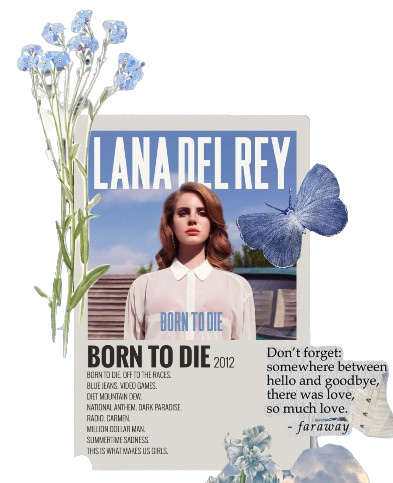 LANA DEL REY
BORN TO DIE
BORN TO DIE 2012
BORN TO DIE. OFF TO THE RACES.
BLUE JEANS. VIDEO GAMES.
DIET MOUNTAIN DEW.
NATIONAL ANTHEM. DARK PARADISE.
RADIO. CARMEN.
MILLION DOLLAR MAN.
SUMMERTIME SADNESS.
THIS IS WHAT MAKES US GIRLS.
Don't forget:
somewhere between
hello and goodbye,
there was love,
so much love.
- faraway